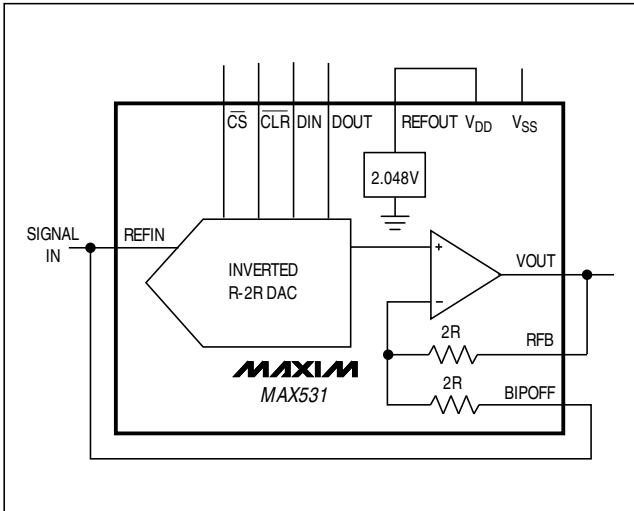 CS CLR DIN DOUT REFOUT VDD VSS
2.048V
SIGNAL IN
REFIN
INVERTED
R-2R DAC
+
−
VOUT
2R
RFB
MAXIM
MAX531
2R
BIPOFF